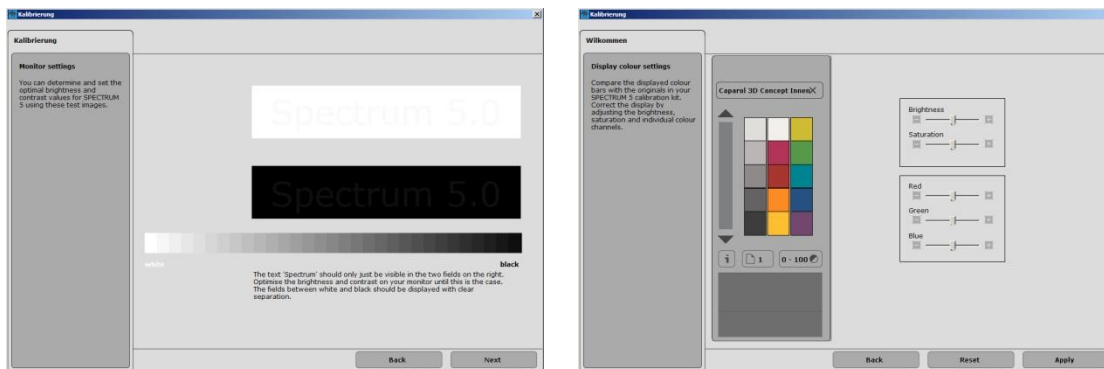 Kalibrierung
Kalibrierung
Monitor settings
You can determine and set the
optimal brightness and
contrast values for SPECTRUM
5 using these test images.
Spectrum 5.0
Spectrum 5.0
white
black
The text 'Spectrum' should only just be visible in the two fields on the right.
Optimise the brightness and contrast on your monitor until this is the case.
The fields between white and black should be displayed with clear
separation.
Back
Next
Kalibrierung
Wilkommen
Display colour settings
Compare the displayed colour
bars with the originals in your
SPECTRUM 5 calibration kit.
Correct the display by
adjusting the brightness,
saturation and individual colour
channels.
Caparol 3D Concept Innen
i
1
0 - 100
Brightness
Saturation
Red
Green
Blue
Back
Reset
Apply